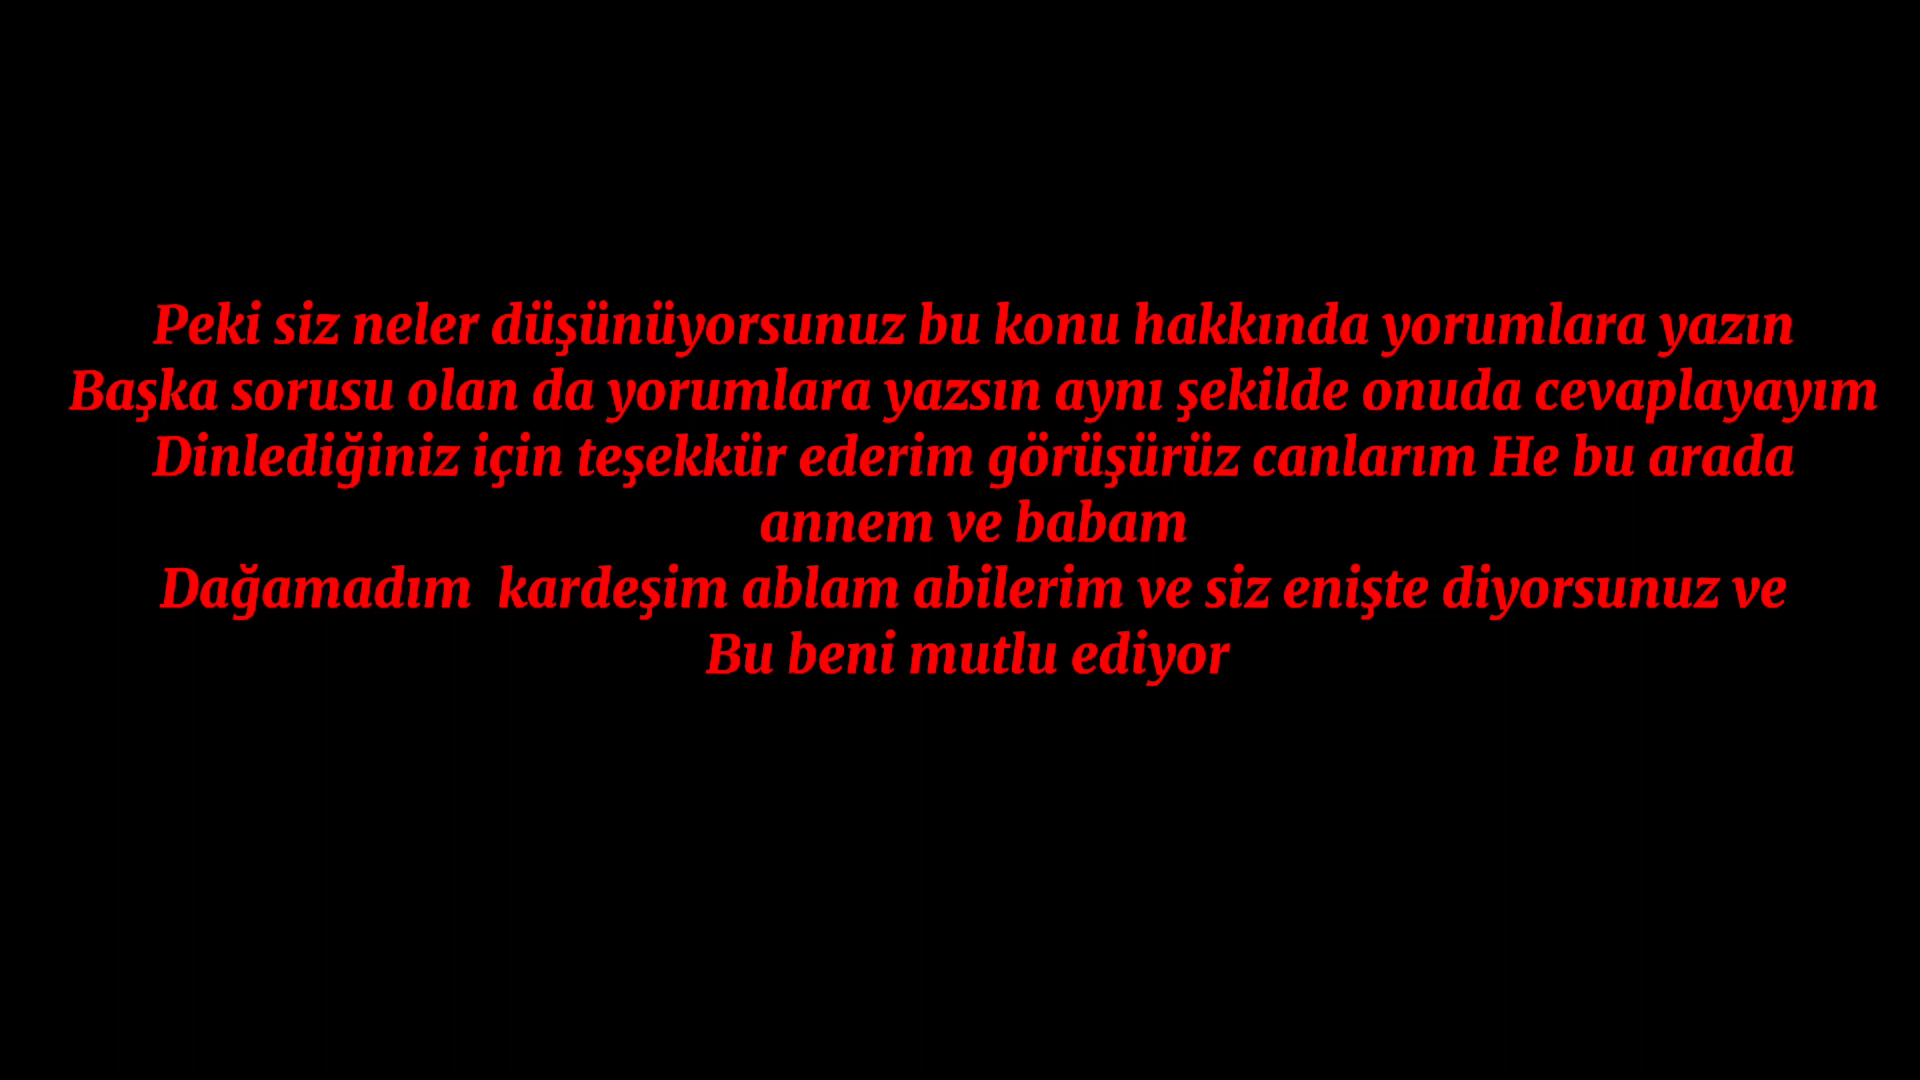 Peki siz neler düşünüyorsunuz bu konu hakkında yorumlara yazın
Başka sorusu olan da yorumlara yazsın aynı şekilde onuda cevaplayayım
Dinlediğiniz için teşekkür ederim görüşürüz canlarım He bu arada
annem ve babam
Dağamadım  kardeşim ablam abilerim ve siz enişte diyorsunuz ve
Bu beni mutlu ediyor